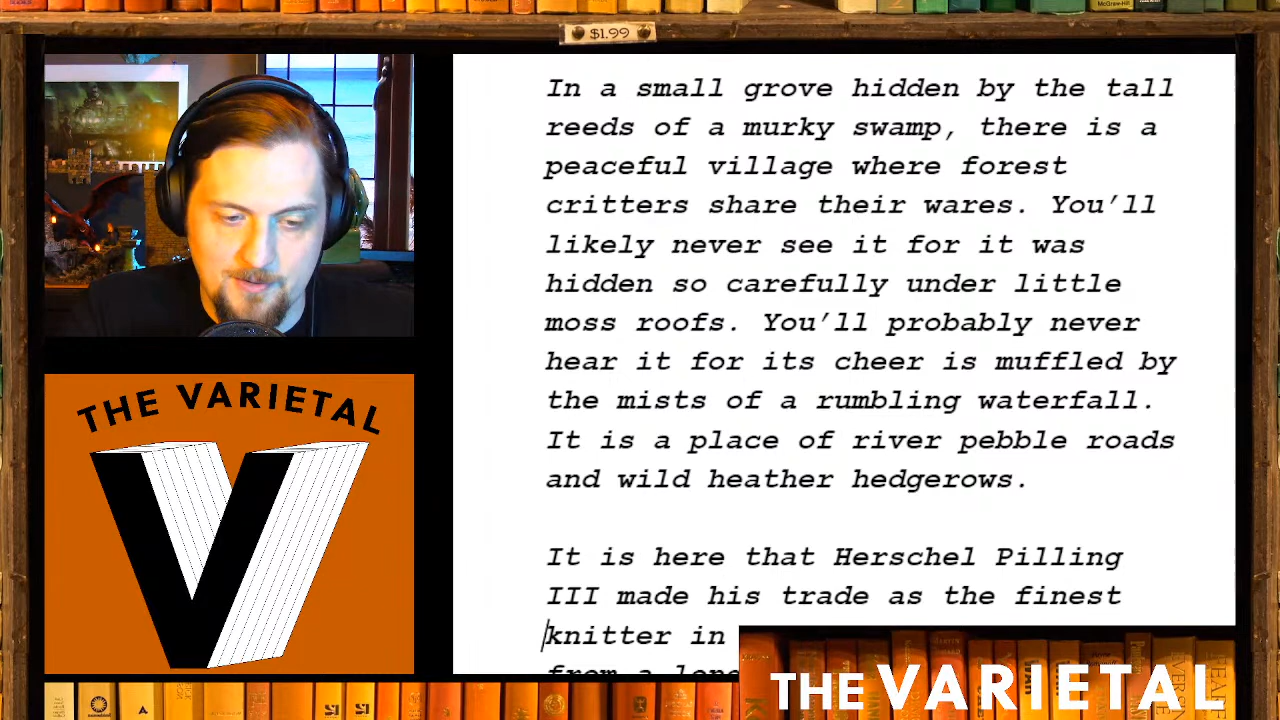 McGraw-Hill
$1.99
In a small grove hidden by the tall
reeds of a murky swamp, there is a
peaceful village where forest
critters share their wares. You’ll
likely never see it for it was
hidden so carefully under little
moss roofs. You’ll probably never
hear it for its cheer is muffled by
the mists of a rumbling waterfall.
It is a place of river pebble roads
and wild heather hedgerows.
It is here that Herschel Pilling
III made his trade as the finest
knitter in
from a
THE VARIETAL
V
THE VARIETAL